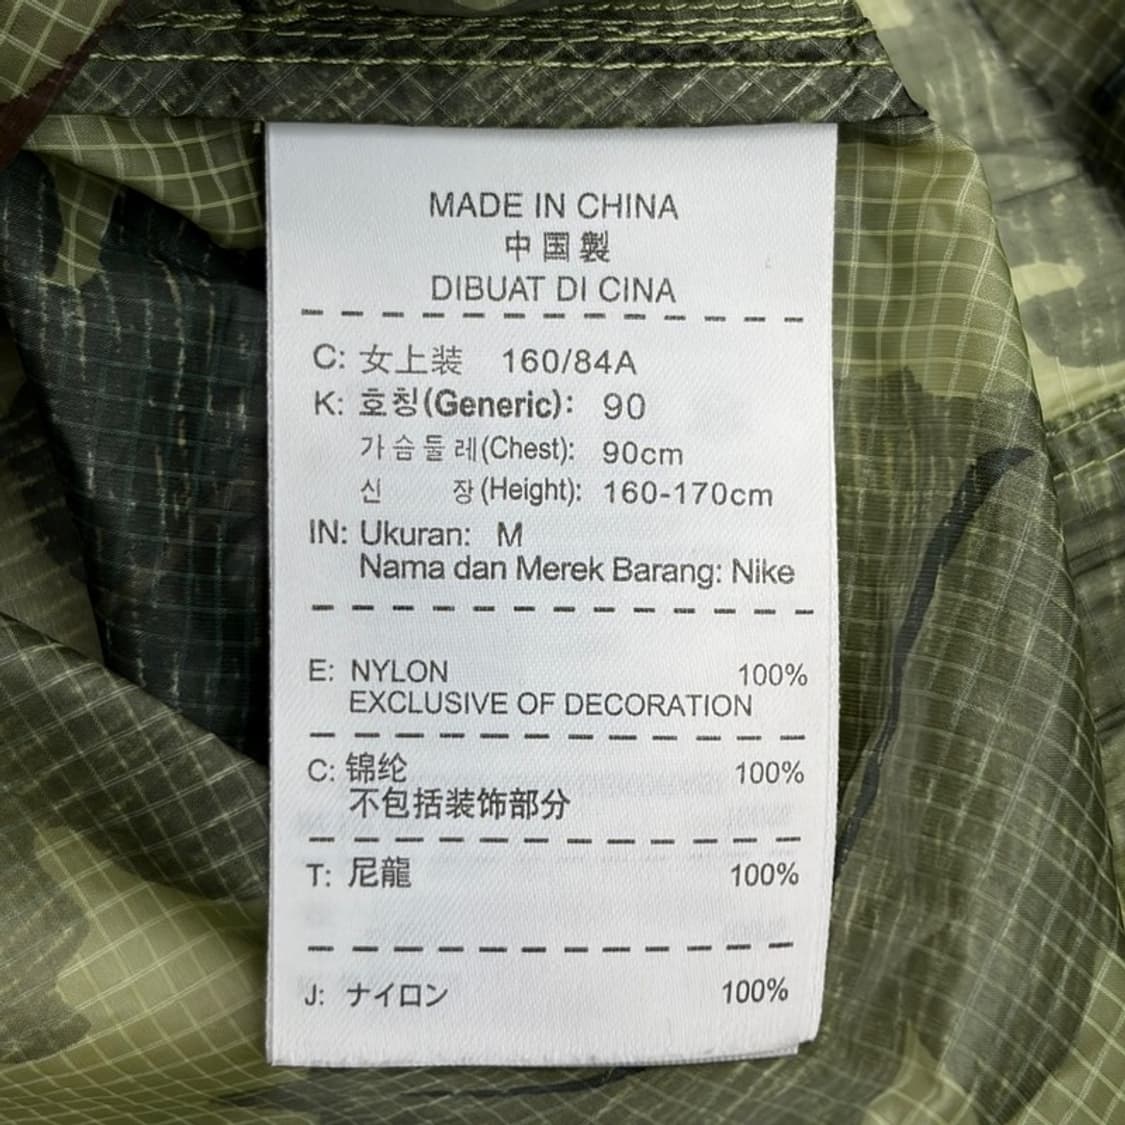 MADE IN CHINA
中国製
DIBUAT DI CINA
C: 女上装 160/84A
K: 호칭(Generic): 90
가슴둘레(Chest): 90cm
신 장(Height): 160-170cm
IN: Ukuran: M
Nama dan Merek Barang: Nike
E: NYLON 100%
EXCLUSIVE OF DECORATION
C: 锦纶 100%
不包括装饰部分
T: 尼龍 100%
J: ナイロン 100%